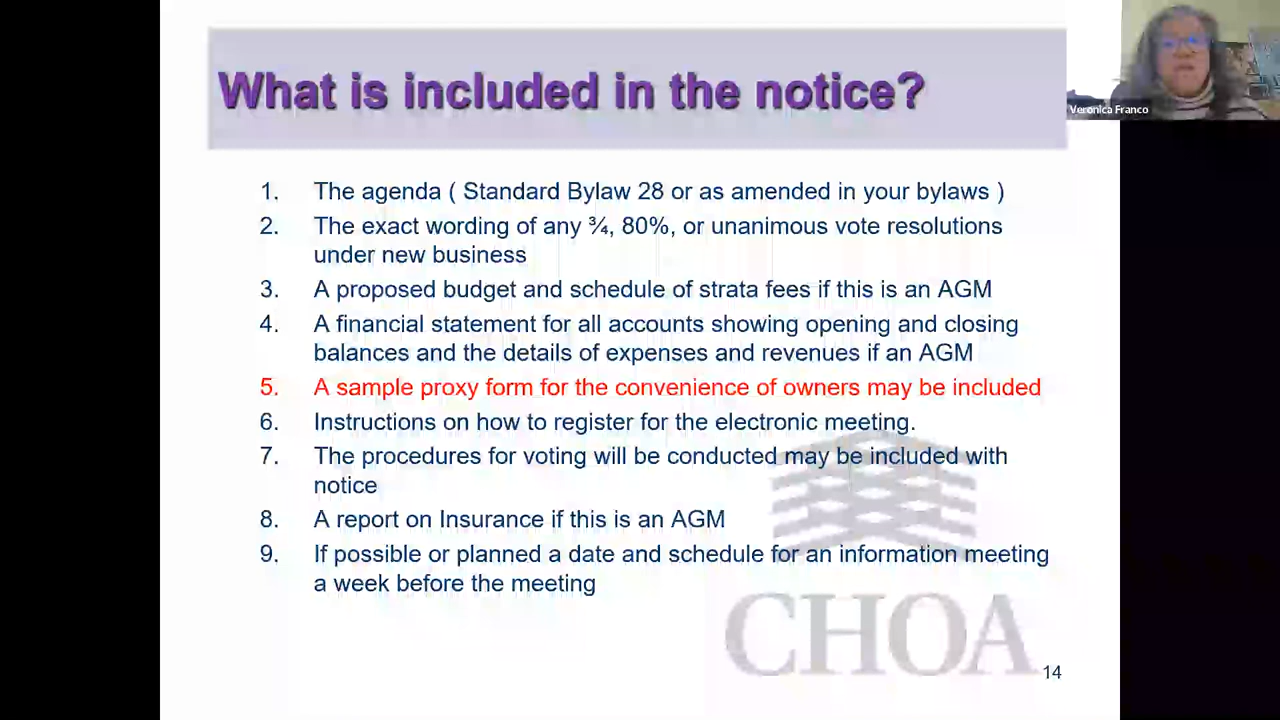 What is included in the notice?
Veronica Franco
1. The agenda ( Standard Bylaw 28 or as amended in your bylaws )
2. The exact wording of any ¾, 80%, or unanimous vote resolutions
under new business
3. A proposed budget and schedule of strata fees if this is an AGM
4. A financial statement for all accounts showing opening and closing
balances and the details of expenses and revenues if an AGM
5. A sample proxy form for the convenience of owners may be included
6. Instructions on how to register for the electronic meeting.
7. The procedures for voting will be conducted may be included with
notice
8. A report on Insurance if this is an AGM
9. If possible or planned a date and schedule for an information meeting
a week before the meeting
CHOA
14